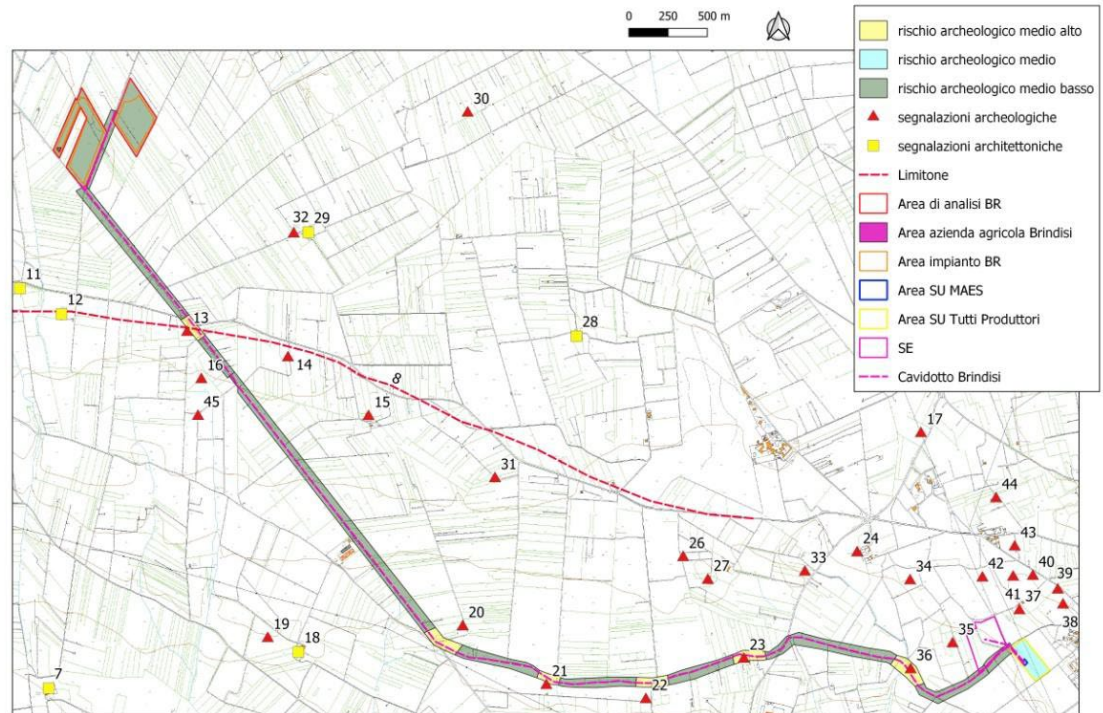 0 250 500 m
rischio archeologico medio alto
rischio archeologico medio
rischio archeologico medio basso
segnalazioni archeologiche
segnalazioni architettoniche
Limitone
Area di analisi BR
Area azienda agricola Brindisi
Area impianto BR
Area SU MAES
Area SU Tutti Produttori
SE
Cavidotto Brindisi
30
32 29
11
12
13
28
14
16
8
45
15
17
31
44
43
26
24
27
33
34
42
40
39
41 37
38
20
19
18
35
23
36
7
21
22